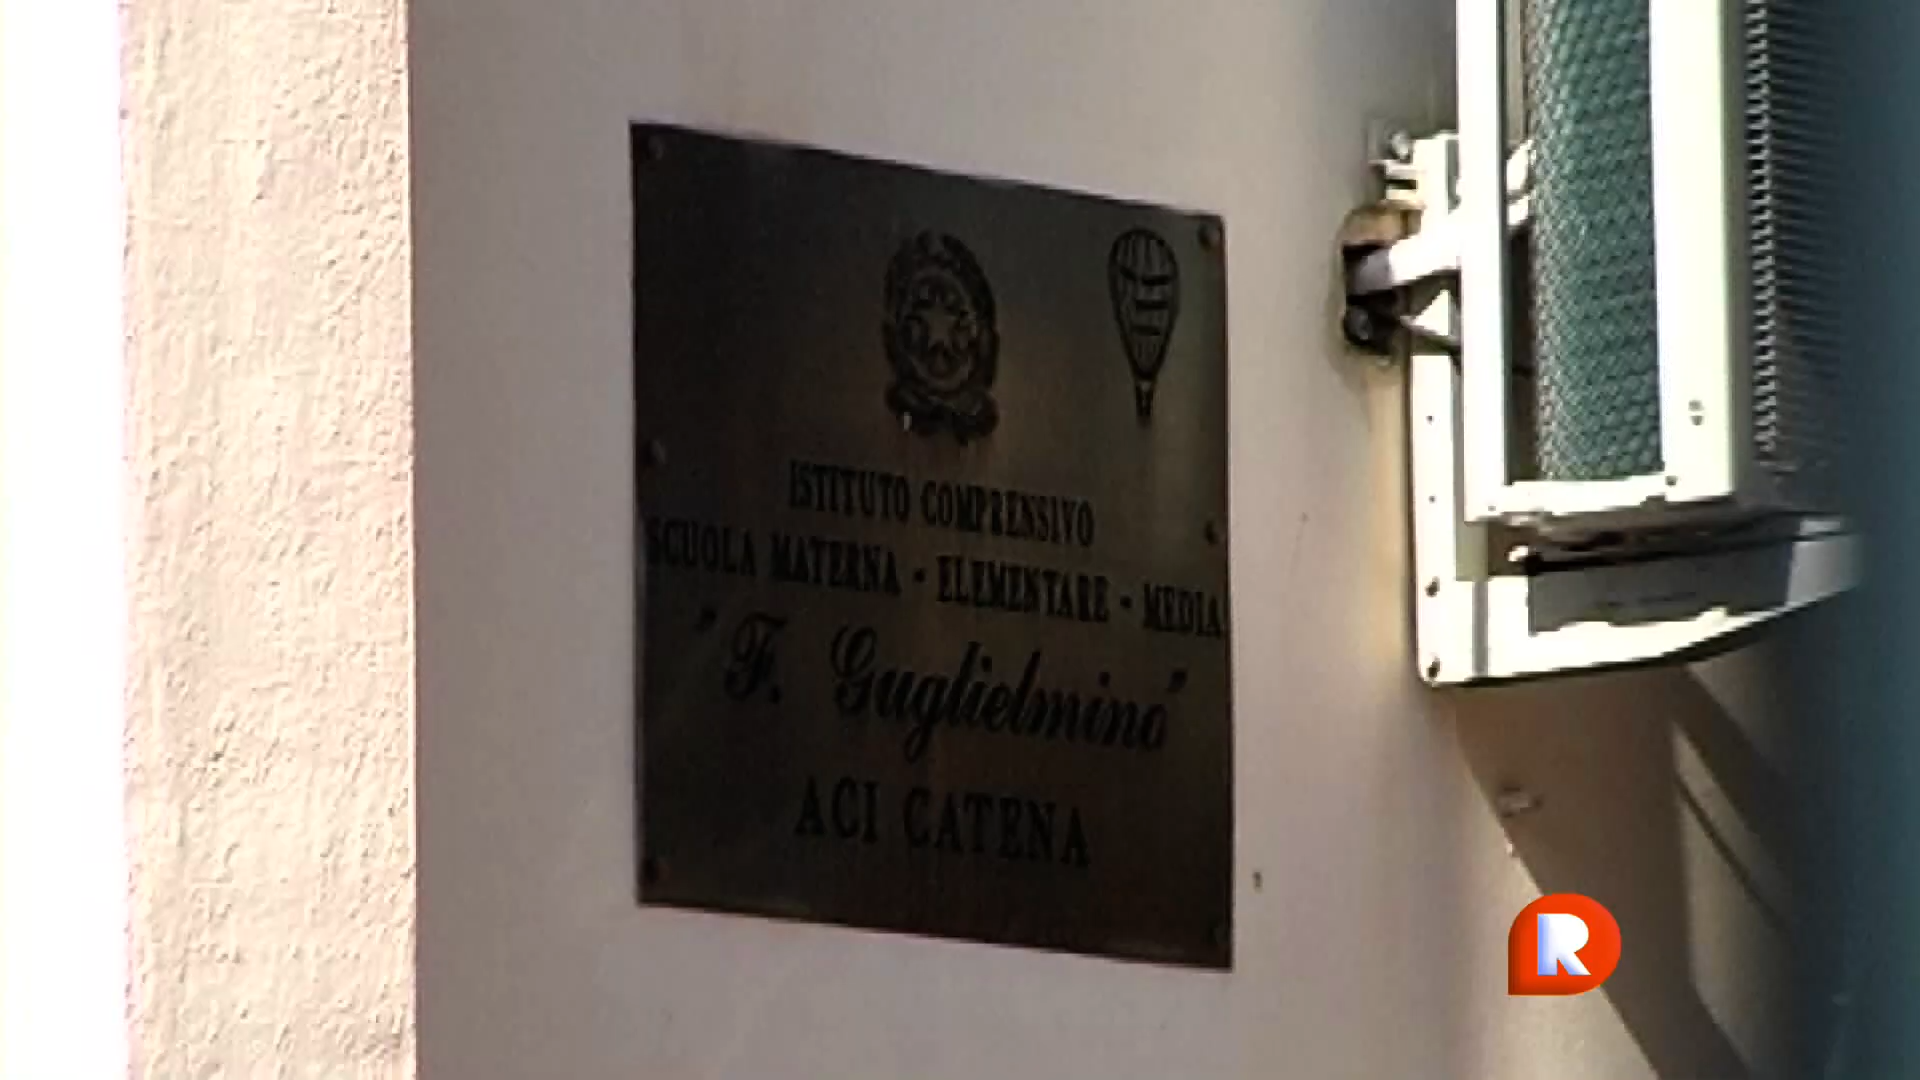 ISTITUTO COMPRENSIVO
SCUOLA MATERNA - ELEMENTARE - MEDIA
"F. Guglielmino"
ACI CATENA
R